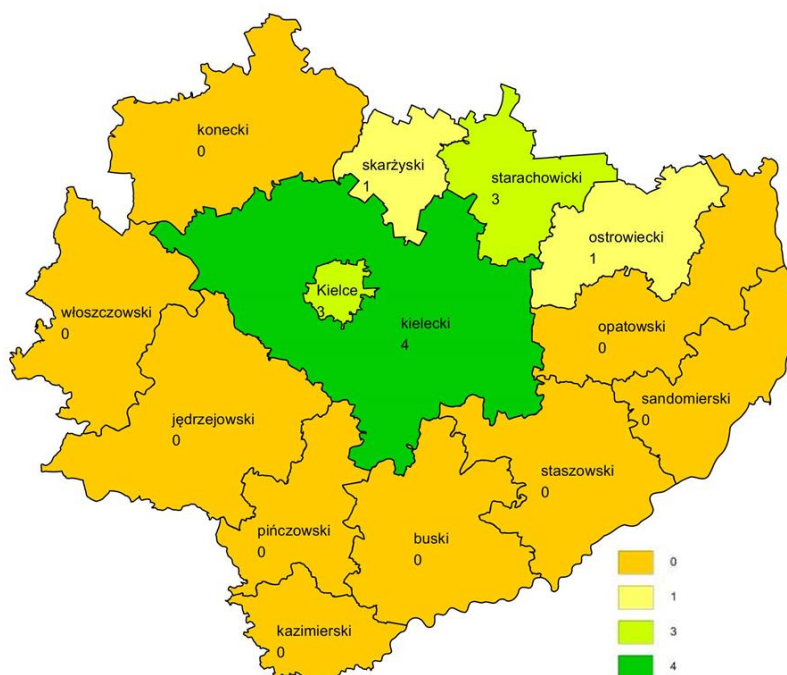 konecki
0
skarżyski
1
starachowicki
3
ostrowiecki
1
Kielce
3
kielecki
4
włoszczowski
0
opatowski
0
sandomierski
0
jędrzejowski
0
staszowski
0
pińczowski
0
buski
0
kazimierski
0
0
1
3
4